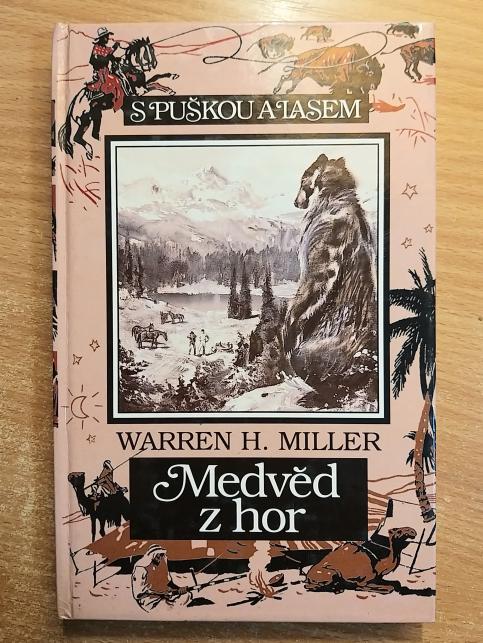 S PUŠKOU A LASEM
WARREN H. MILLER
Medvěd
z hor